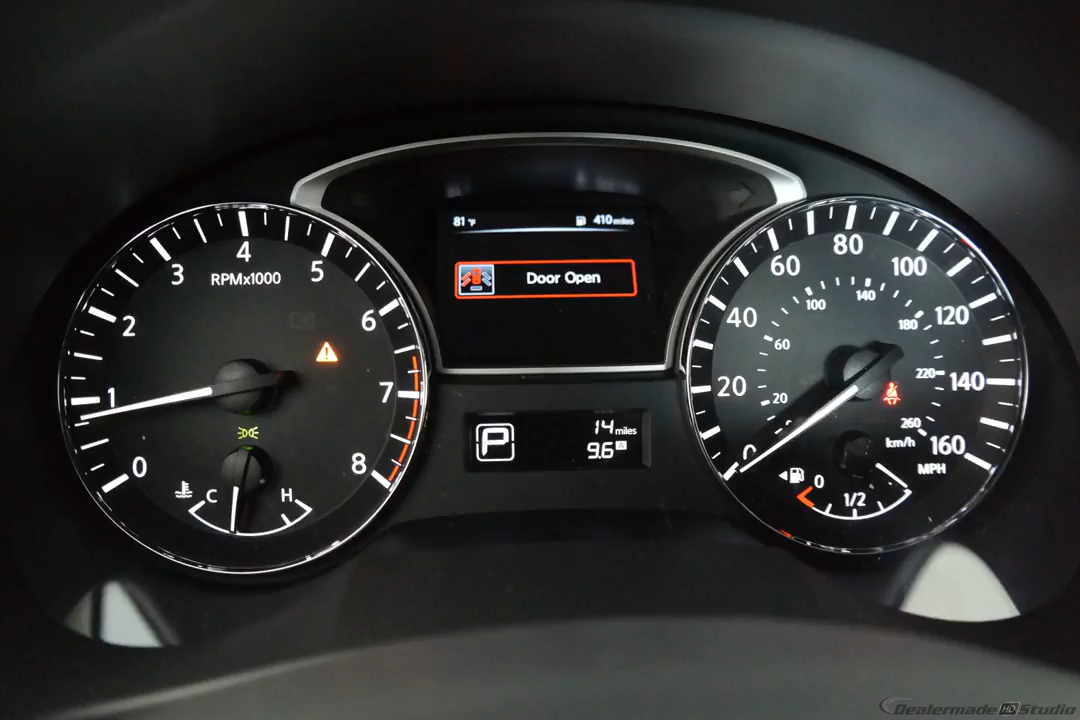 81 °F 410 miles
Door Open
0
1
2
3
4
5
6
7
8
RPMx1000
C H
P
14 miles
9.6 A
0
20
40
60
80
100
120
140
160
MPH
20
60
100
140
180
220
260
km/h
0 1/2
Dealermade HD Studio